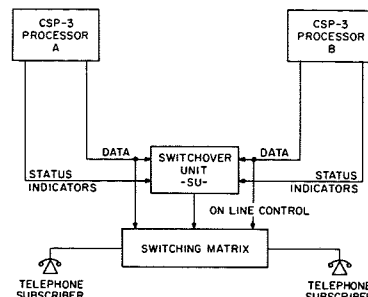 CSP-3
PROCESSOR
A
CSP-3
PROCESSOR
B
DATA
SWITCHOVER
UNIT
-SU-
DATA
STATUS
INDICATORS
STATUS
INDICATORS
ON LINE CONTROL
SWITCHING MATRIX
TELEPHONE
SUBSCRIBER
TELEPHONE
SUBSCRIBER